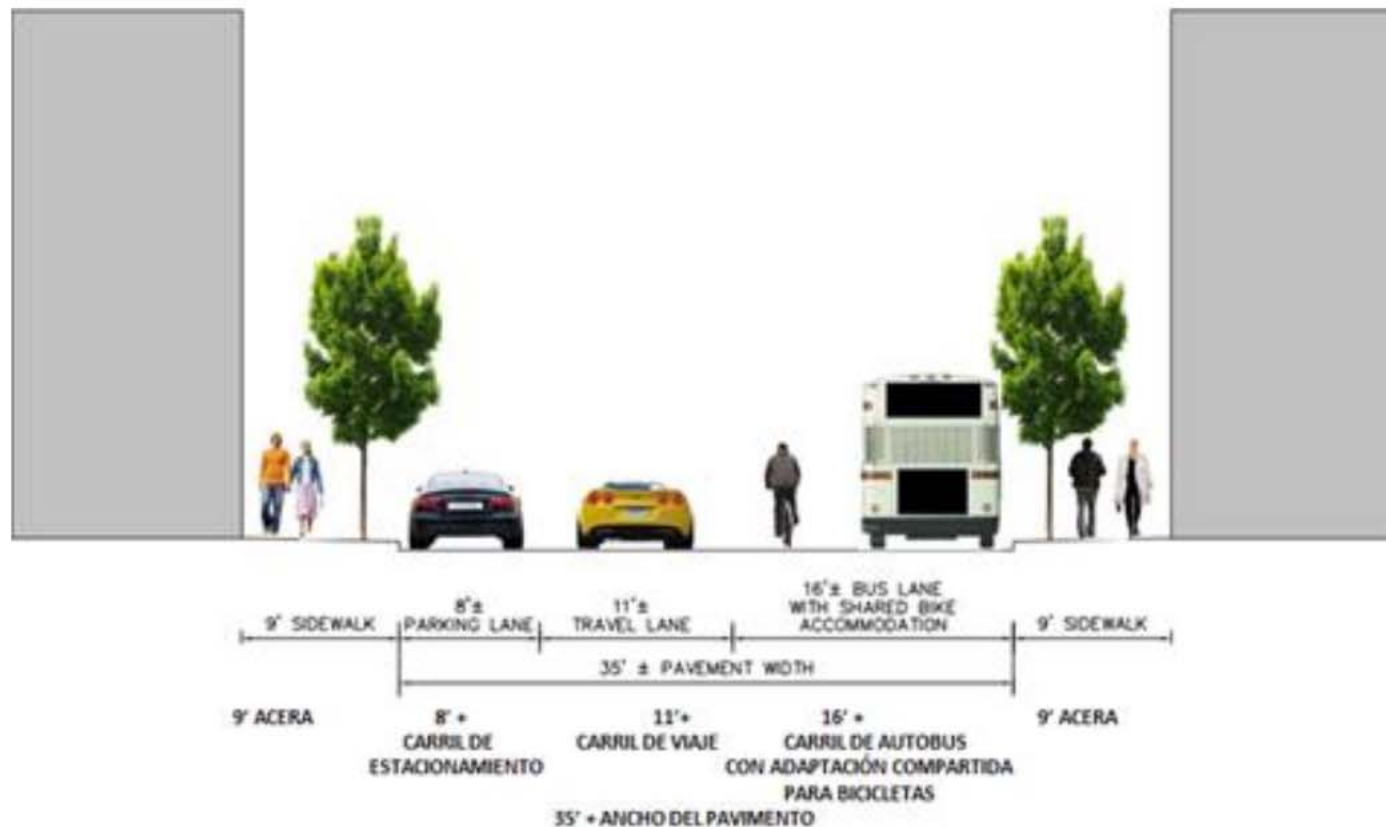 9' SIDEWALK
8'±
PARKING LANE
11'±
TRAVEL LANE
16'± BUS LANE
WITH SHARED BIKE
ACCOMMODATION
9' SIDEWALK
35' ± PAVEMENT WIDTH
9' ACERA
8' +
CARRIL DE
ESTACIONAMIENTO
11'+
CARRIL DE VIAJE
16' +
CARRIL DE AUTOBUS
CON ADAPTACIÓN COMPARTIDA
PARA BICICLETAS
9' ACERA
35' + ANCHO DEL PAVIMENTO